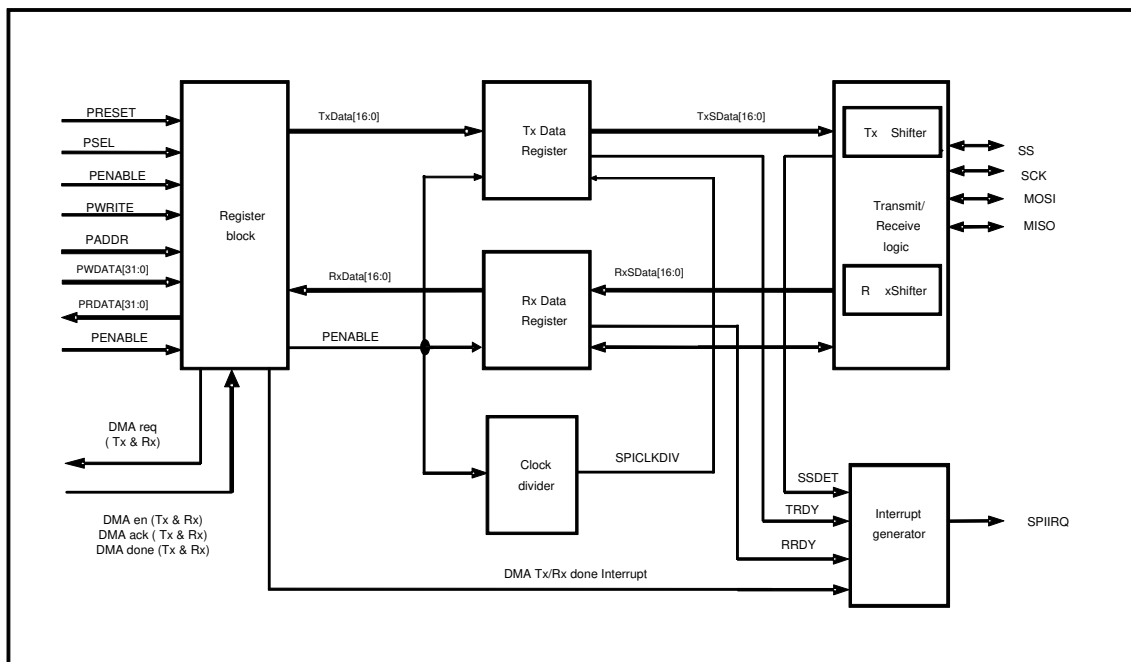 PRESET
PSEL
PENABLE
PWRITE
PADDR
PWDATA[31:0]
PRDATA[31:0]
PENABLE
Register
block
DMA req
( Tx & Rx)
DMA en (Tx & Rx)
DMA ack ( Tx & Rx)
DMA done (Tx & Rx)
TxData[16:0]
RxData[16:0]
PENABLE
Tx Data
Register
Rx Data
Register
Clock
divider
SPICLKDIV
TxSData[16:0]
RxSData[16:0]
Tx Shifter
Transmit/
Receive
logic
R xShifter
SS
SCK
MOSI
MISO
SSDET
TRDY
RRDY
DMA Tx/Rx done Interrupt
Interrupt
generator
SPIIRQ